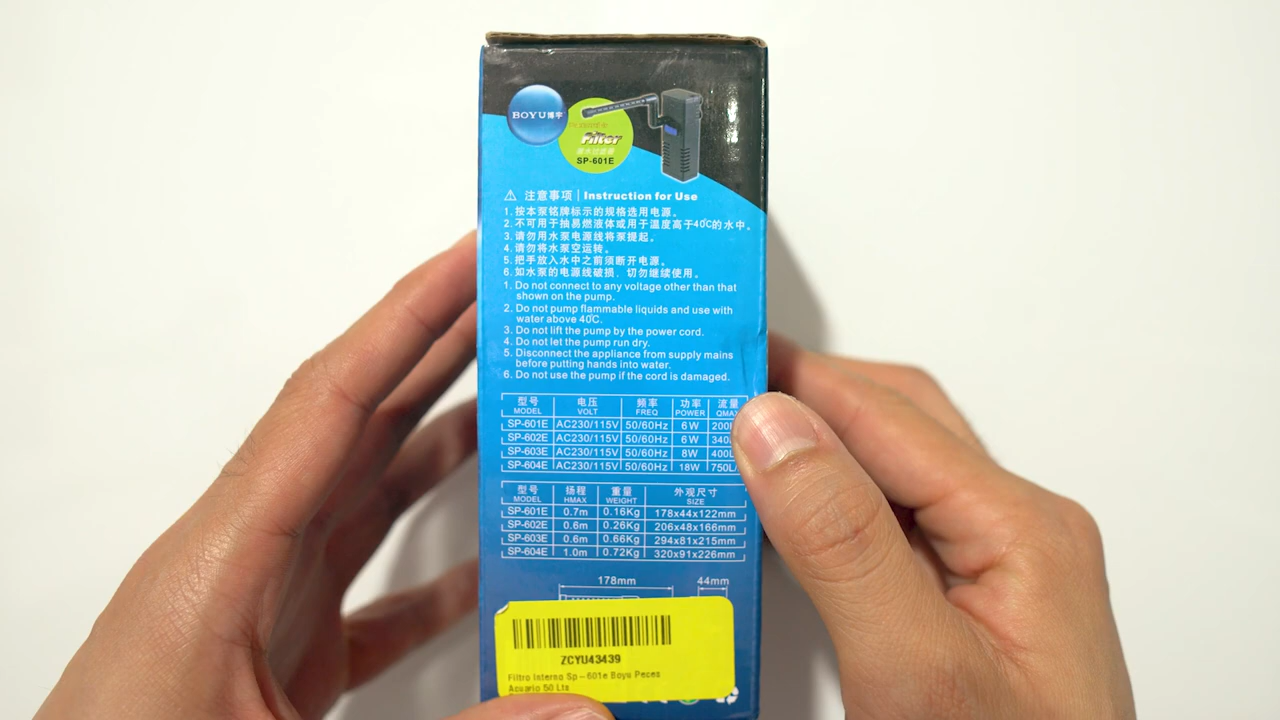 BOYU博宇
Filter
潜水过滤器
SP-601E
注意事项 | Instruction for Use
1. 按本泵铭牌标示的规格选用电源。
2. 不可用于抽易燃液体或用于温度高于40℃的水中。
3. 请勿用水泵电源线将泵提起。
4. 请勿将水泵空运转。
5. 把手放入水中之前须断开电源。
6. 如水泵的电源线破损，切勿继续使用。
1. Do not connect to any voltage other than that
shown on the pump.
2. Do not pump flammable liquids and use with
water above 40℃.
3. Do not lift the pump by the power cord.
4. Do not let the pump run dry.
5. Disconnect the appliance from supply mains
before putting hands into water.
6. Do not use the pump if the cord is damaged.
型号 电压 频率 功率 流量
MODEL VOLT FREQ POWER QMAX
SP-601E AC230/115V 50/60Hz 6W 200
SP-602E AC230/115V 50/60Hz 6W 340
SP-603E AC230/115V 50/60Hz 8W 400L
SP-604E AC230/115V 50/60Hz 18W 750L/
型号 扬程 重量 外观尺寸
MODEL HMAX WEIGHT SIZE
SP-601E 0.7m 0.16Kg 178x44x122mm
SP-602E 0.6m 0.26Kg 206x48x166mm
SP-603E 0.6m 0.66Kg 294x81x215mm
SP-604E 1.0m 0.72Kg 320x91x226mm
178mm 44mm
ZCYU43439
Filtro Interno Sp-601e Boyu Peces
Acuario 50 Lts